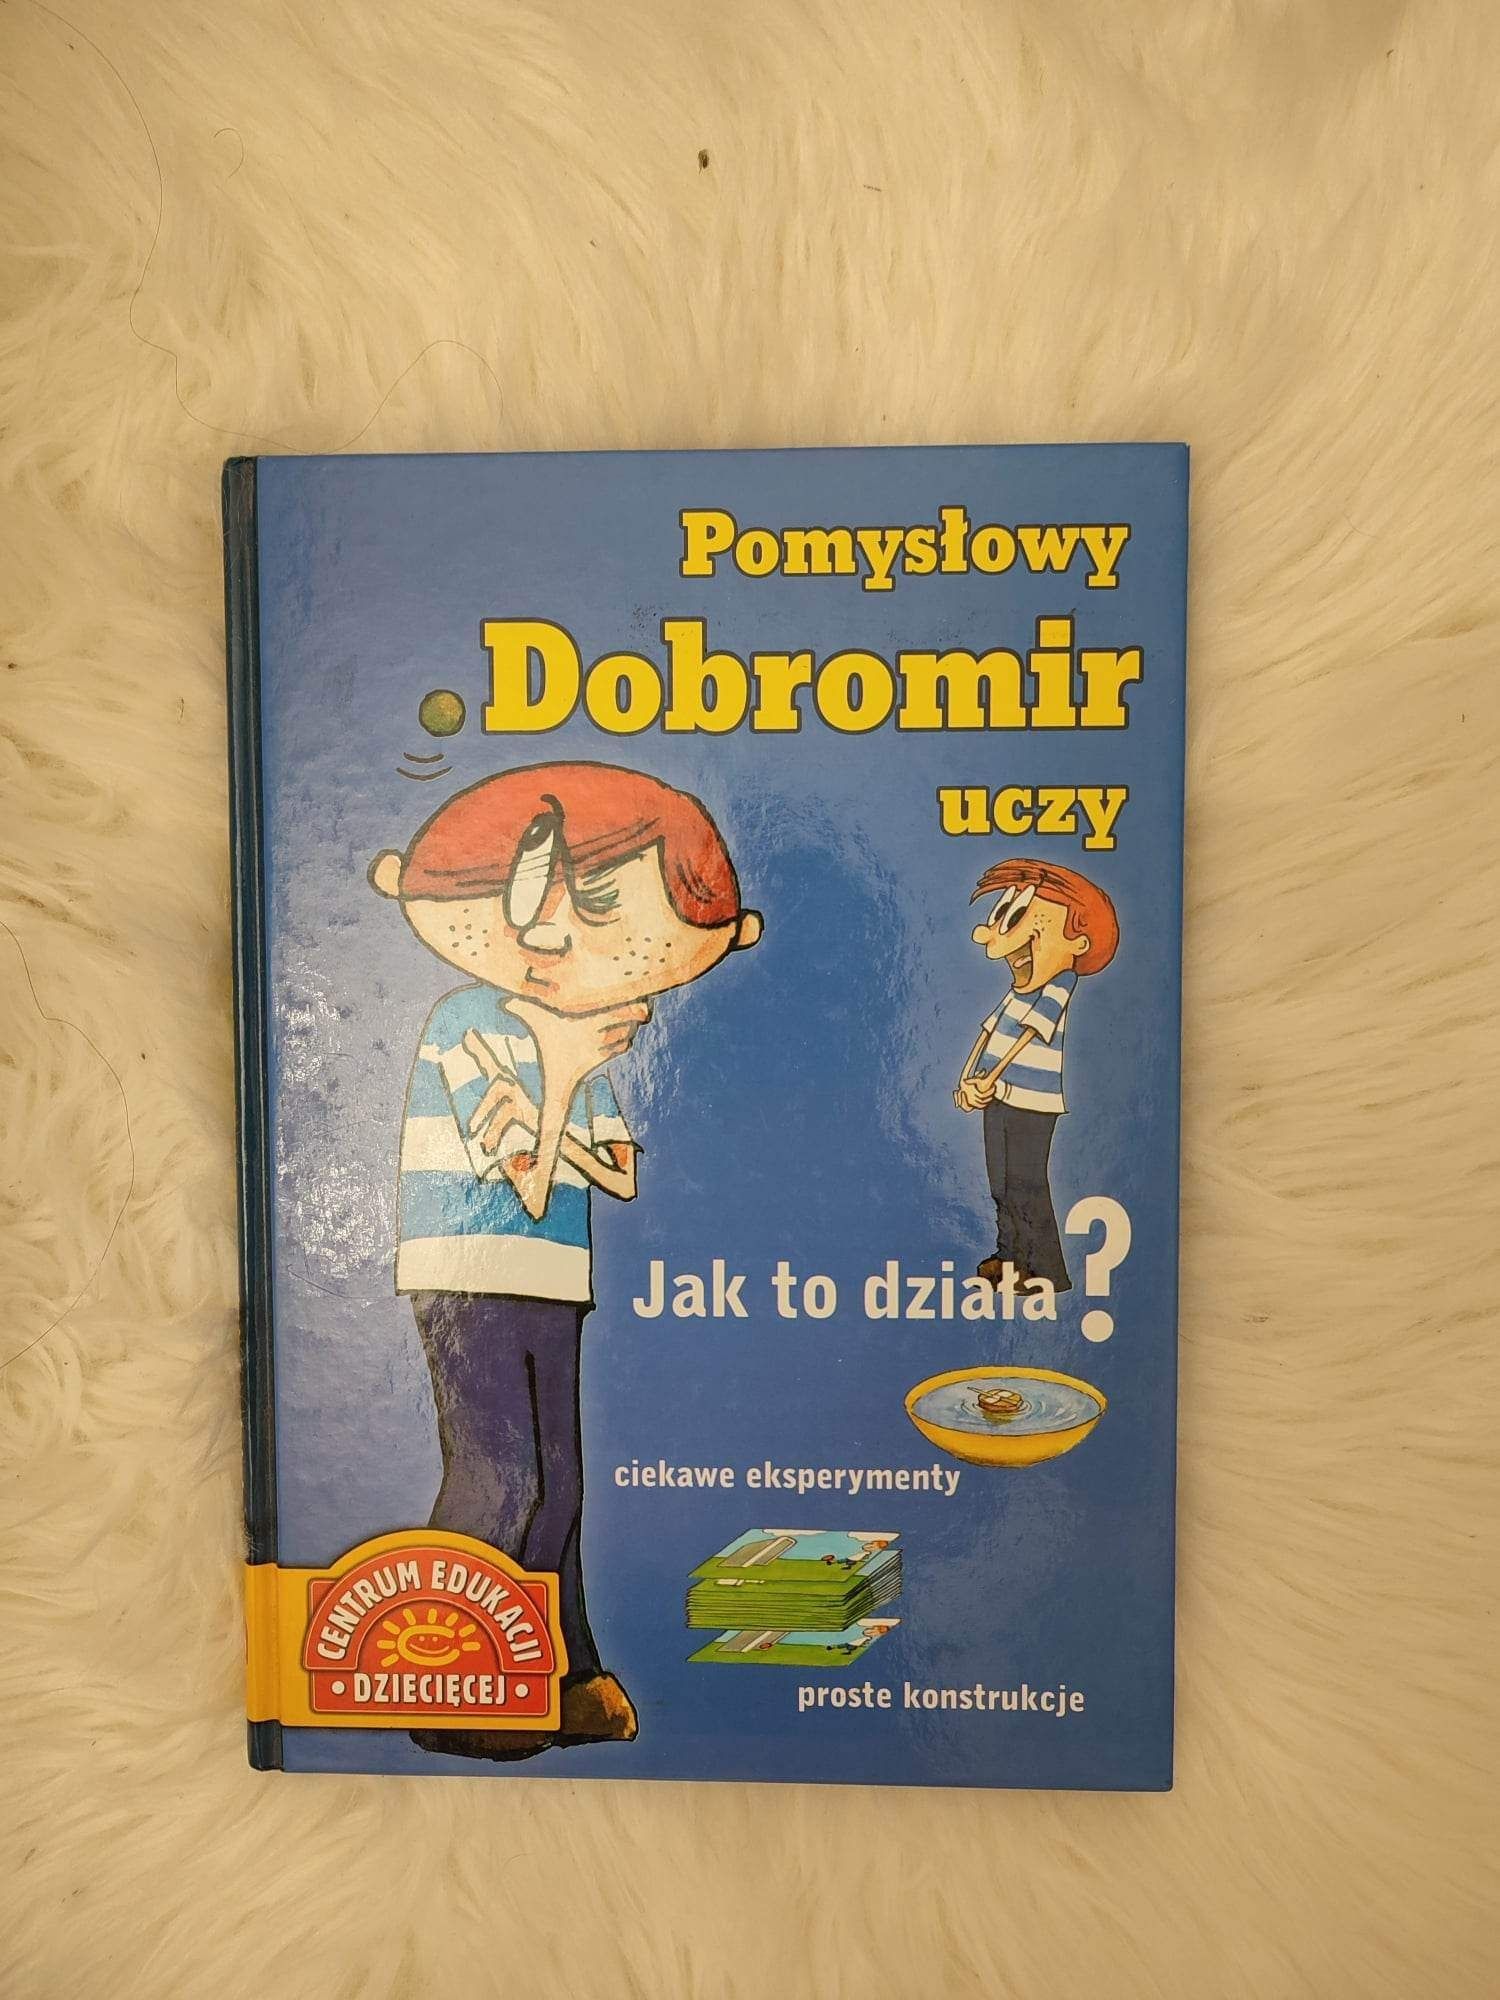 Pomysłowy
Dobromir
uczy
Jak to działa?
ciekawe eksperymenty
proste konstrukcje
CENTRUM EDUKACJI
• DZIECIĘCEJ •